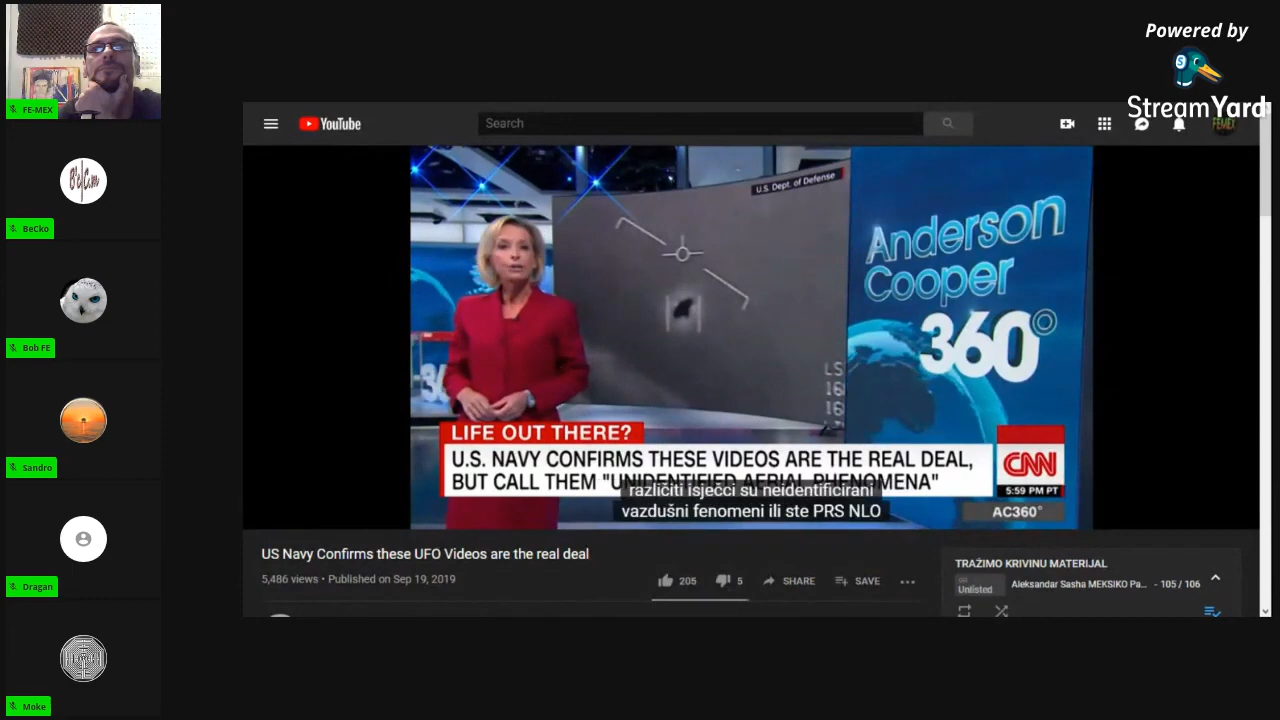 Powered by
StreamYard
FE-MEX
BeCko
Bob FE
Sandro
Dragan
Moke
YouTube
Search
FEMEX
U.S. Dept. of Defense
Anderson
Cooper
360°
LS
16
16
LIFE OUT THERE?
U.S. NAVY CONFIRMS THESE VIDEOS ARE THE REAL DEAL,
BUT CALL THEM "UNIDENTIFIED AERIAL PHENOMENA"
CNN
5:59 PM PT
AC360°
različiti isječci su neidentificirani
vazdušni fenomeni ili ste PRS NLO
US Navy Confirms these UFO Videos are the real deal
5,486 views • Published on Sep 19, 2019
205
5
SHARE
SAVE
TRAŽIMO KRIVINU MATERIJAL
Unlisted
Aleksandar Sasha MEKSIKO Pa... - 105 / 106